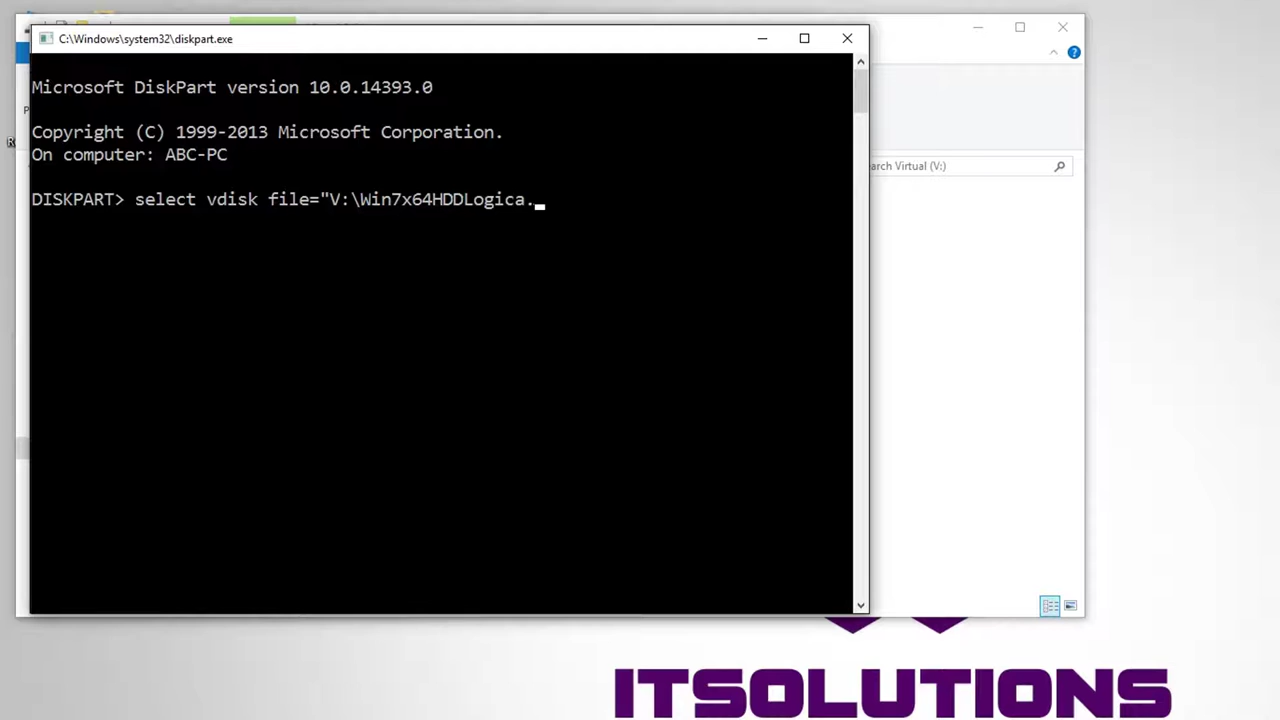 C:\Windows\system32\diskpart.exe
Microsoft DiskPart version 10.0.14393.0
Copyright (C) 1999-2013 Microsoft Corporation.
On computer: ABC-PC
arch Virtual (V:)
DISKPART> select vdisk file="V:\Win7x64HDDLogica.
ITSOLUTIONS